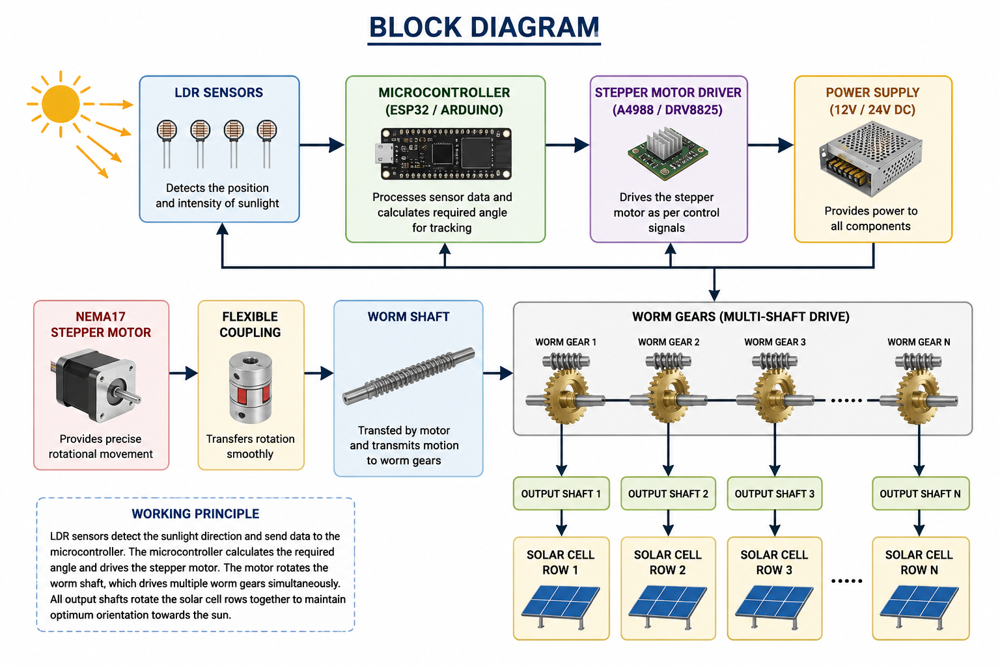 BLOCK DIAGRAM
LDR SENSORS
Detects the position
and intensity of sunlight
MICROCONTROLLER
(ESP32 / ARDUINO)
Processes sensor data and
calculates required angle
for tracking
STEPPER MOTOR DRIVER
(A4988 / DRV8825)
Drives the stepper
motor as per control
signals
POWER SUPPLY
(12V / 24V DC)
Provides power to
all components
NEMA17
STEPPER MOTOR
Provides precise
rotational movement
FLEXIBLE
COUPLING
Transfers rotation
smoothly
WORM SHAFT
Transfed by motor
and transmits motion
to worm gears
WORM GEARS (MULTI-SHAFT DRIVE)
WORM GEAR 1
WORM GEAR 2
WORM GEAR 3
WORM GEAR N
OUTPUT SHAFT 1
OUTPUT SHAFT 2
OUTPUT SHAFT 3
OUTPUT SHAFT N
SOLAR CELL
ROW 1
SOLAR CELL
ROW 2
SOLAR CELL
ROW 3
SOLAR CELL
ROW N
WORKING PRINCIPLE
LDR sensors detect the sunlight direction and send data to the
microcontroller. The microcontroller calculates the required
angle and drives the stepper motor. The motor rotates the
worm shaft, which drives multiple worm gears simultaneously.
All output shafts rotate the solar cell rows together to maintain
optimum orientation towards the sun.